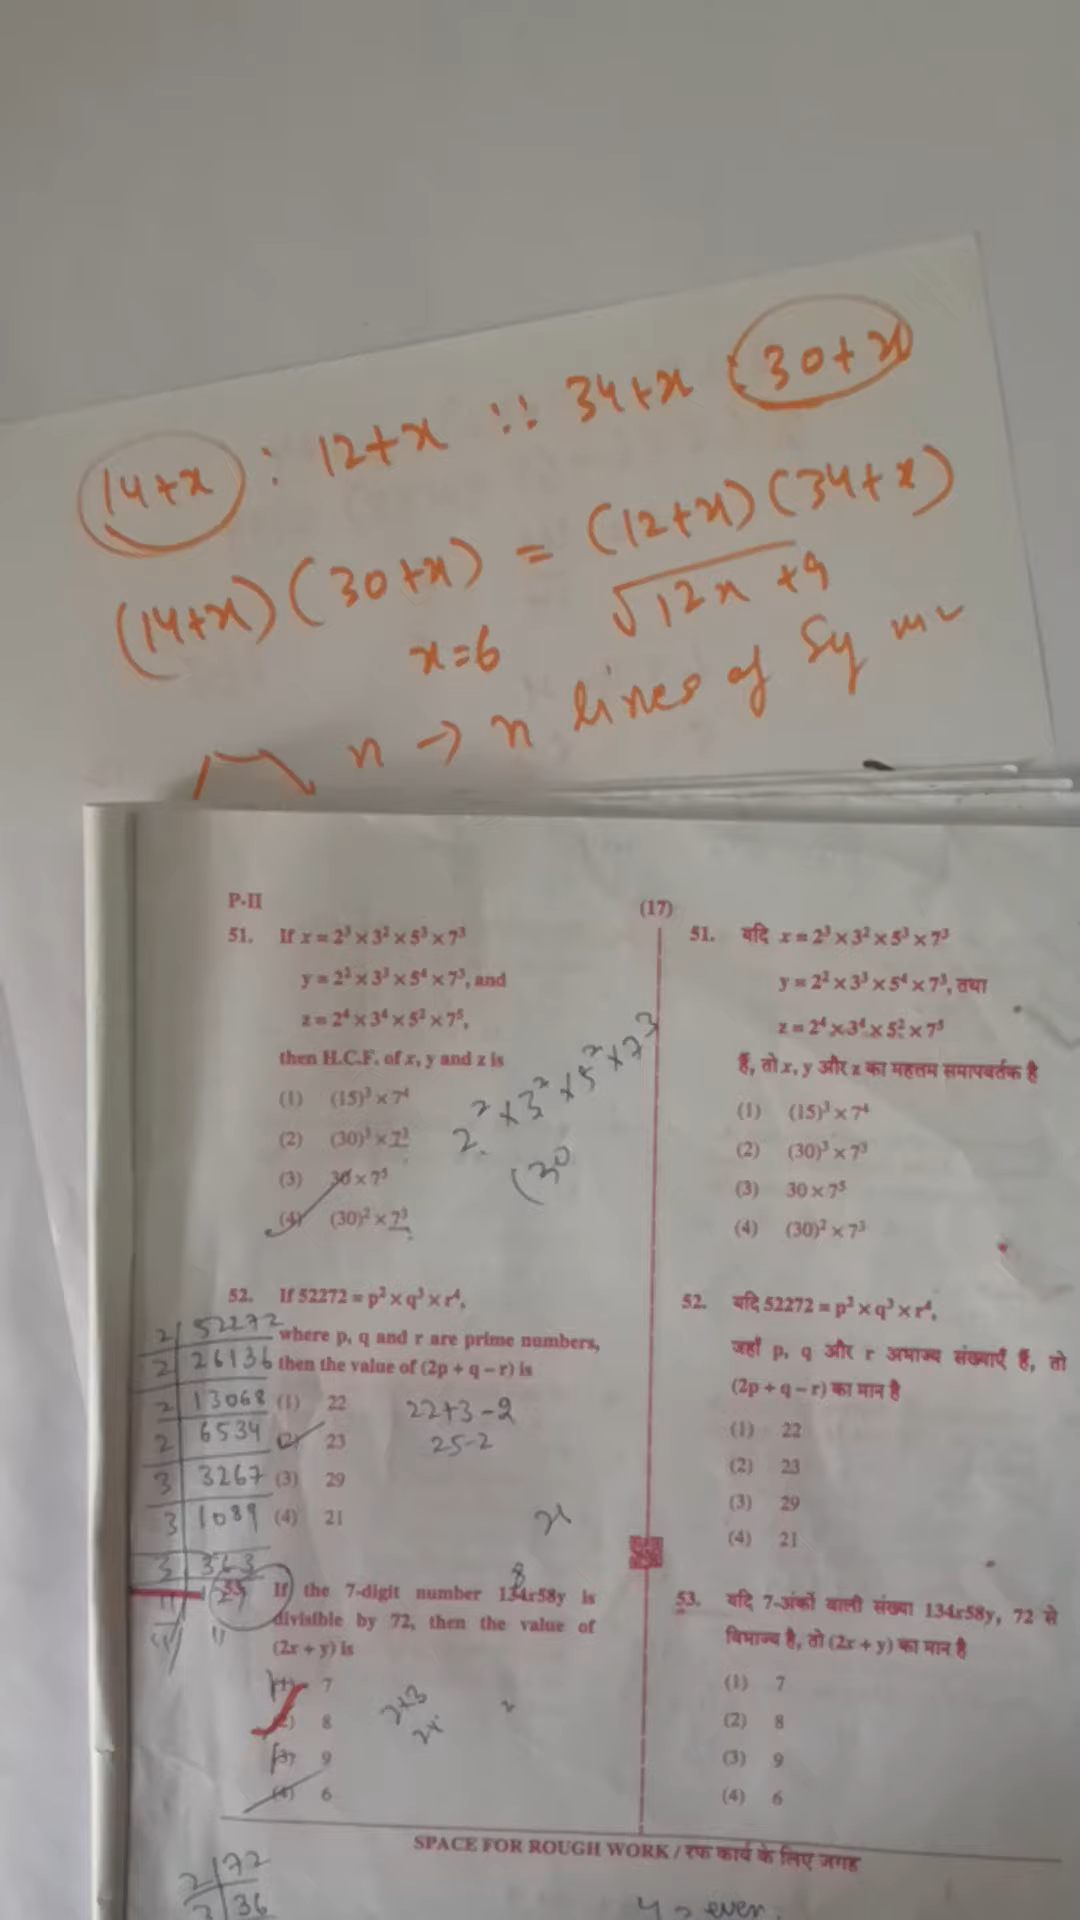 14+x : 12+x :: 34+x (30+x
(14+x)(30+x) = (12+x)(34+x)
x=6 √12x +9
n → n lines of Sy
P-II
(17)
51. If x = 2³ × 3² × 5³ × 7³
y = 2² × 3³ × 5⁴ × 7³, and
z = 2⁴ × 3⁴ × 5² × 7⁵,
then H.C.F. of x, y and z is
(1) (15)³ × 7⁴
(2) (30)³ × 7³
(3) 30 × 7⁵
(4) (30)² × 7³
2² × 3² × 5² × 7³
(30
52. If 52272 = p² × q³ × r⁴,
where p, q and r are prime numbers,
then the value of (2p + q – r) is
(1) 22
(2) 23
(3) 29
(4) 21
2 52272
2 26136
2 13068
2 6534
3 3267
3 1089
3 363
22+3-2
25-2
x
8
53. If the 7-digit number 134x58y is
divisible by 72, then the value of
(2x + y) is
(1) 7
(2) 8
(3) 9
(4) 6
51. यदि x = 2³ × 3² × 5³ × 7³
y = 2² × 3³ × 5⁴ × 7³, तथा
z = 2⁴ × 3⁴ × 5² × 7⁵
हैं, तो x, y और z का महत्तम समापवर्तक है
(1) (15)³ × 7⁴
(2) (30)³ × 7³
(3) 30 × 7⁵
(4) (30)² × 7³
52. यदि 52272 = p² × q³ × r⁴,
जहाँ p, q और r अभाज्य संख्याएँ हैं, तो
(2p + q – r) का मान है
(1) 22
(2) 23
(3) 29
(4) 21
53. यदि 7-अंकों वाली संख्या 134x58y, 72 से
विभाज्य है, तो (2x + y) का मान है
(1) 7
(2) 8
(3) 9
(4) 6
SPACE FOR ROUGH WORK / रफ कार्य के लिए जगह
2 72
36
even